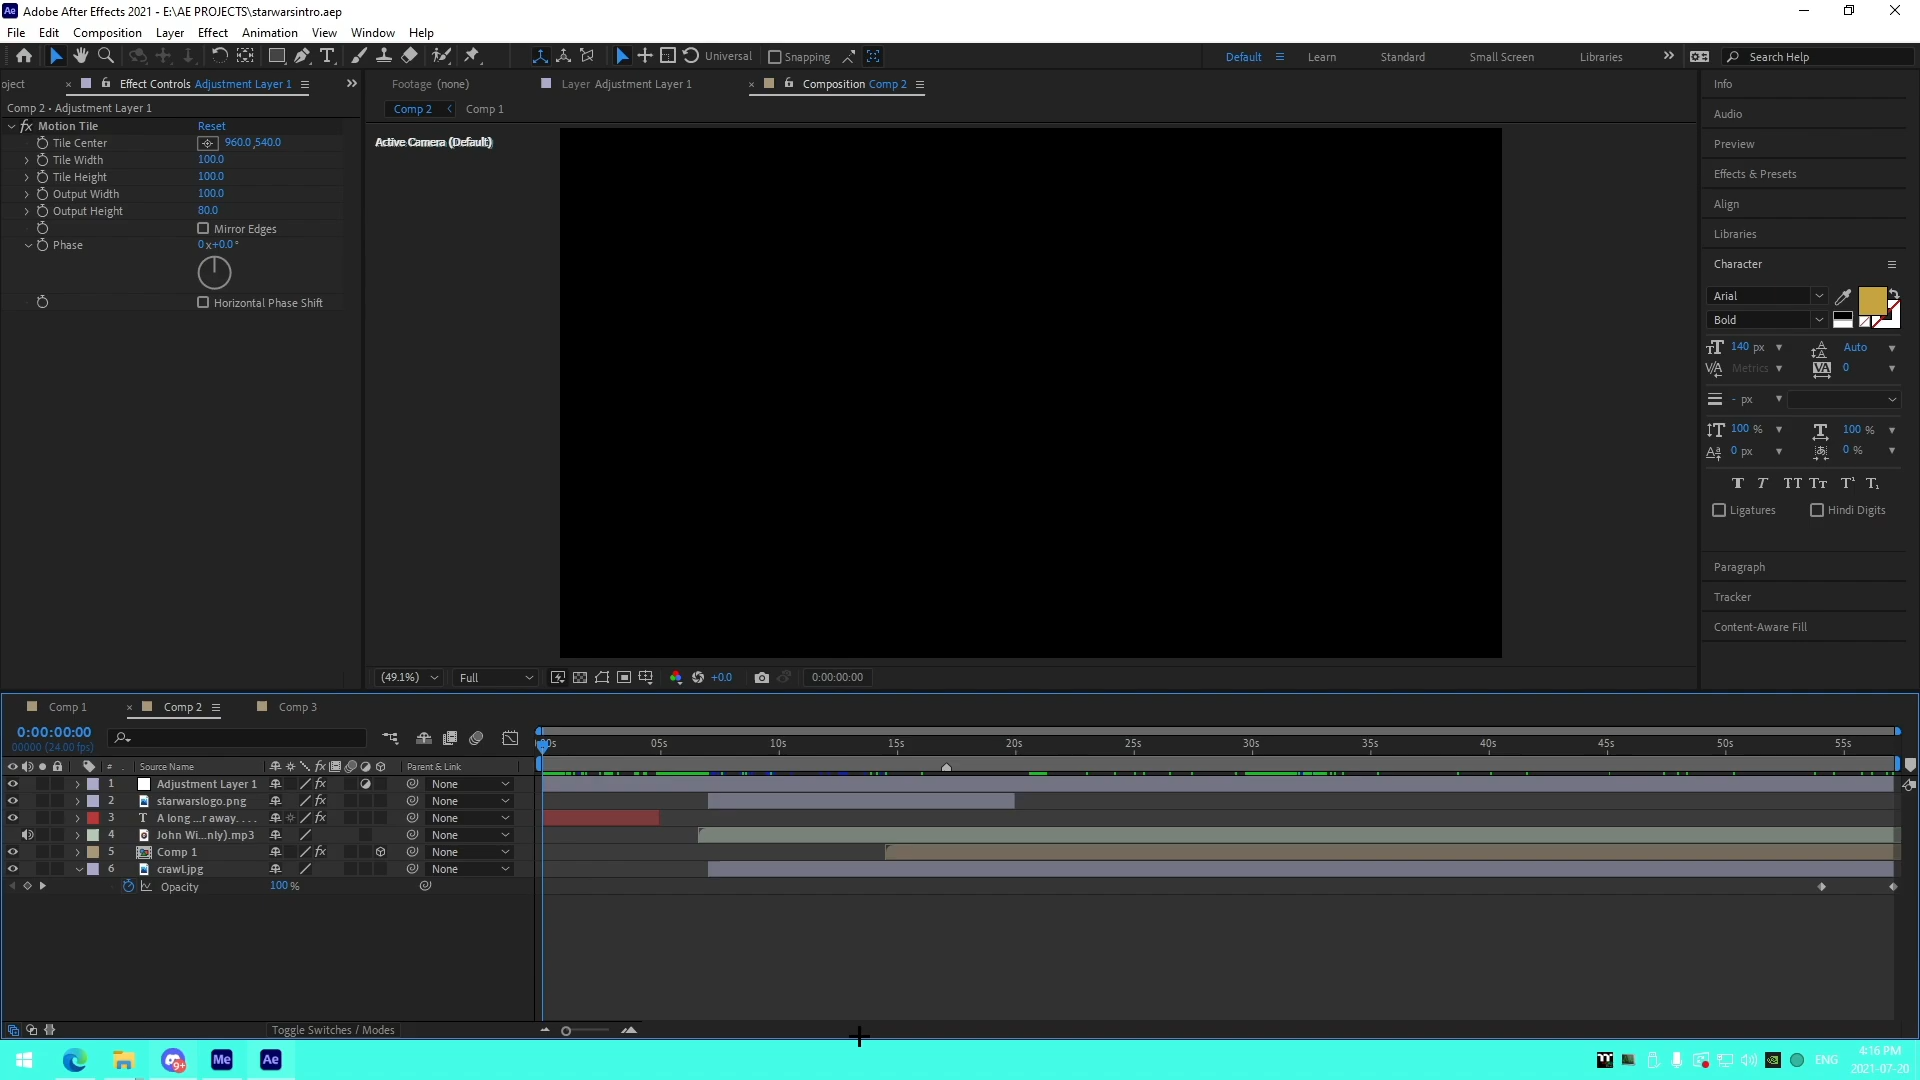 Adobe After Effects 2021 - E:\AE PROJECTS\starwarsintro.aep
File Edit Composition Layer Effect Animation View Window Help
Universal Snapping Default Learn Standard Small Screen Libraries Search Help
oject Effect Controls Adjustment Layer 1
Footage (none) Layer Adjustment Layer 1 Composition Comp 2
Comp 2 • Adjustment Layer 1
Comp 2 Comp 1
Active Camera (Default)
fx Motion Tile Reset
Tile Center 960.0,540.0
Tile Width 100.0
Tile Height 100.0
Output Width 100.0
Output Height 80.0
Mirror Edges
Phase 0x+0.0°
Horizontal Phase Shift
Info
Audio
Preview
Effects & Presets
Align
Libraries
Character
Arial
Bold
140 px Auto
Metrics 0
- px
100 % 100 %
0 px 0 %
T T TT Tt T¹ T₁
Ligatures Hindi Digits
Paragraph
Tracker
Content-Aware Fill
(49.1%) Full +0.0 0:00:00:00
Comp 1 Comp 2 Comp 3
0:00:00:00
00000 (24.00 fps)
05s 10s 15s 20s 25s 30s 35s 40s 45s 50s 55s
# Source Name Parent & Link
1 Adjustment Layer 1 None
2 starwarslogo.png None
3 T A long ...r away. . . . None
4 John Wi...nly).mp3 None
5 Comp 1 None
6 crawl.jpg None
Opacity 100 %
Toggle Switches / Modes
9+ Me Ae ENG
4:16 PM
2021-07-20